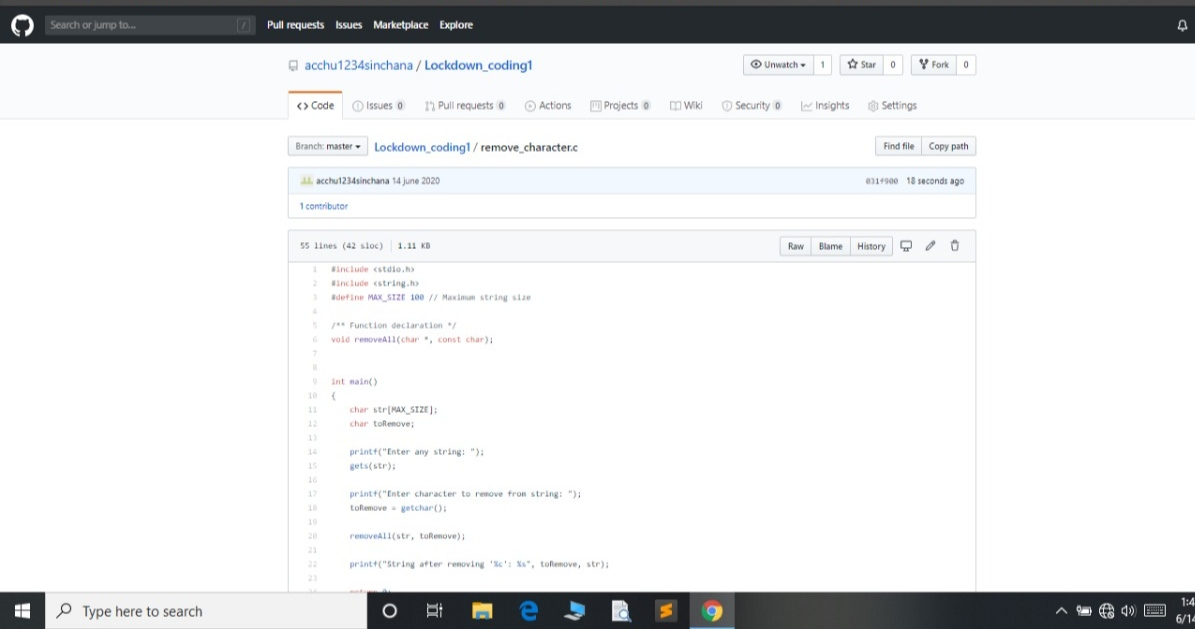 Search or jump to... / Pull requests Issues Marketplace Explore
acchu1234sinchana / Lockdown_coding1 Unwatch 1 Star 0 Fork 0
Code Issues 0 Pull requests 0 Actions Projects 0 Wiki Security 0 Insights Settings
Branch: master Lockdown_coding1 / remove_character.c Find file Copy path
acchu1234sinchana 14 june 2020 031f900 18 seconds ago
1 contributor
55 lines (42 sloc) 1.11 KB Raw Blame History
1 #include <stdio.h>
2 #include <string.h>
3 #define MAX_SIZE 100 // Maximum string size
4
5 /** Function declaration */
6 void removeAll(char *, const char);
7
8
9 int main()
10 {
11 char str[MAX_SIZE];
12 char toRemove;
13
14 printf("Enter any string: ");
15 gets(str);
16
17 printf("Enter character to remove from string: ");
18 toRemove = getchar();
19
20 removeAll(str, toRemove);
21
22 printf("String after removing '%c': %s", toRemove, str);
23
Type here to search